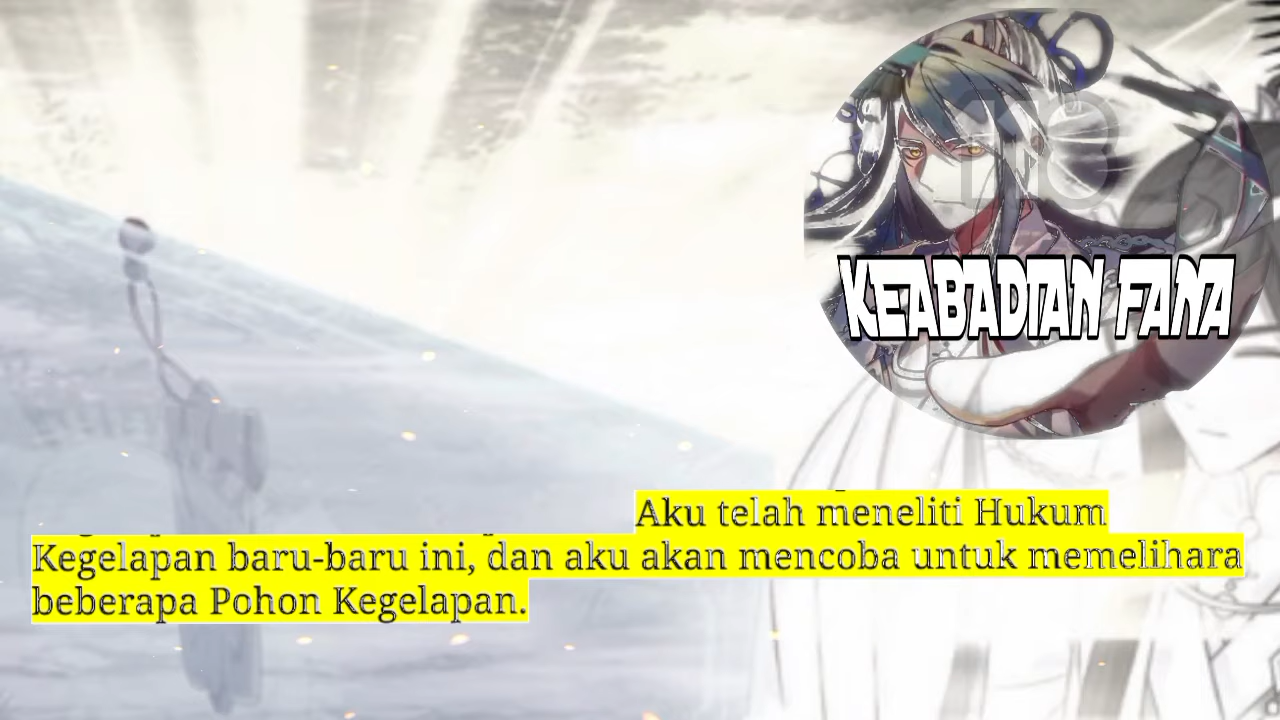 KEABADIAN FANA
Aku telah meneliti Hukum
Kegelapan baru-baru ini, dan aku akan mencoba untuk memelihara
beberapa Pohon Kegelapan.